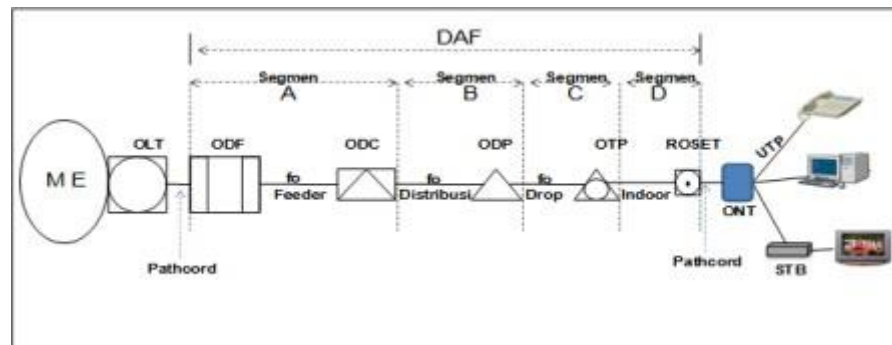 DAF
Segmen A
Segmen B
Segmen C
Segmen D
OLT
ODF
ODC
ODP
OTP
ROSET
M E
fo Feeder
fo Distribusi
fo Drop
Indoor
UTP
ONT
Pathcord
Pathcord
STB